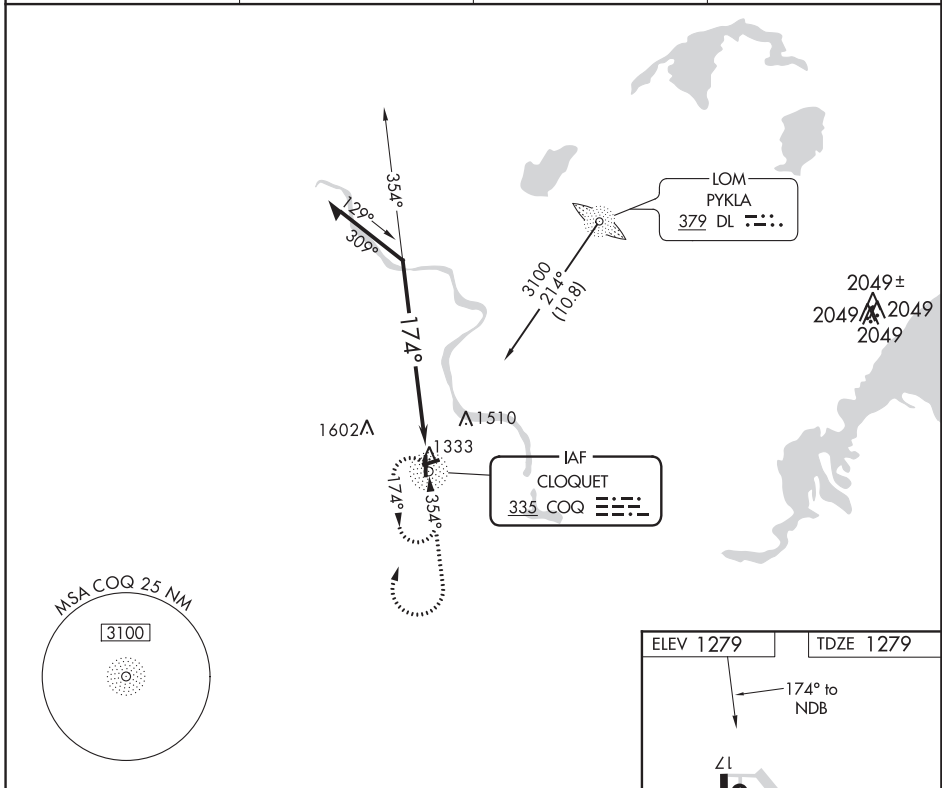 354°
129°
309°
174°
LOM
PYKLA
379 DL
3100
214°
(10.8)
2049±
2049
2049
2049
1602
1510
1333
IAF
CLOQUET
335 COQ
174°
354°
MSA COQ 25 NM
3100
ELEV 1279
TDZE 1279
174° to
NDB
17